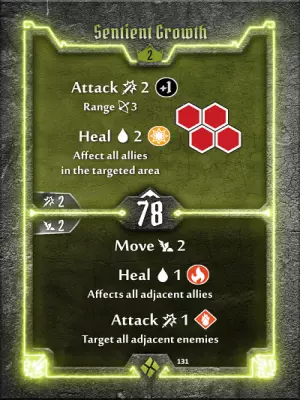 Sentient Growth
2
Attack 2 +1
Range 3
Heal 2
Affect all allies
in the targeted area
2
78
2
Move 2
Heal 1
Affects all adjacent allies
Attack 1
Target all adjacent enemies
131